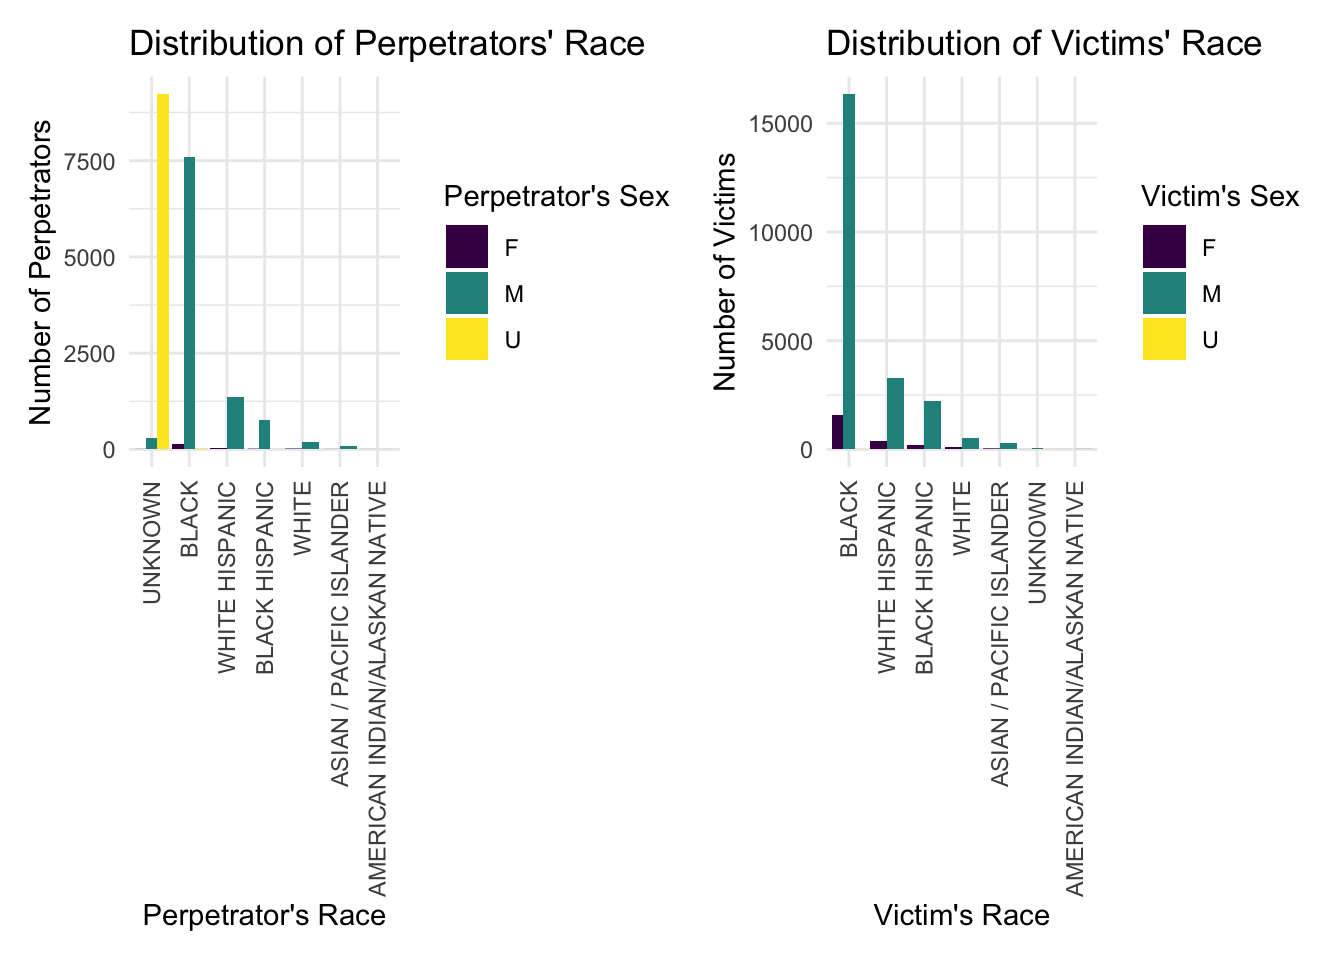 Distribution of Perpetrators' Race
Number of Perpetrators
7500
5000
2500
0
UNKNOWN
BLACK
WHITE HISPANIC
BLACK HISPANIC
WHITE
ASIAN / PACIFIC ISLANDER
AMERICAN INDIAN/ALASKAN NATIVE
Perpetrator's Race
Perpetrator's Sex
F
M
U
Distribution of Victims' Race
Number of Victims
15000
10000
5000
0
BLACK
WHITE HISPANIC
BLACK HISPANIC
WHITE
ASIAN / PACIFIC ISLANDER
UNKNOWN
AMERICAN INDIAN/ALASKAN NATIVE
Victim's Race
Victim's Sex
F
M
U